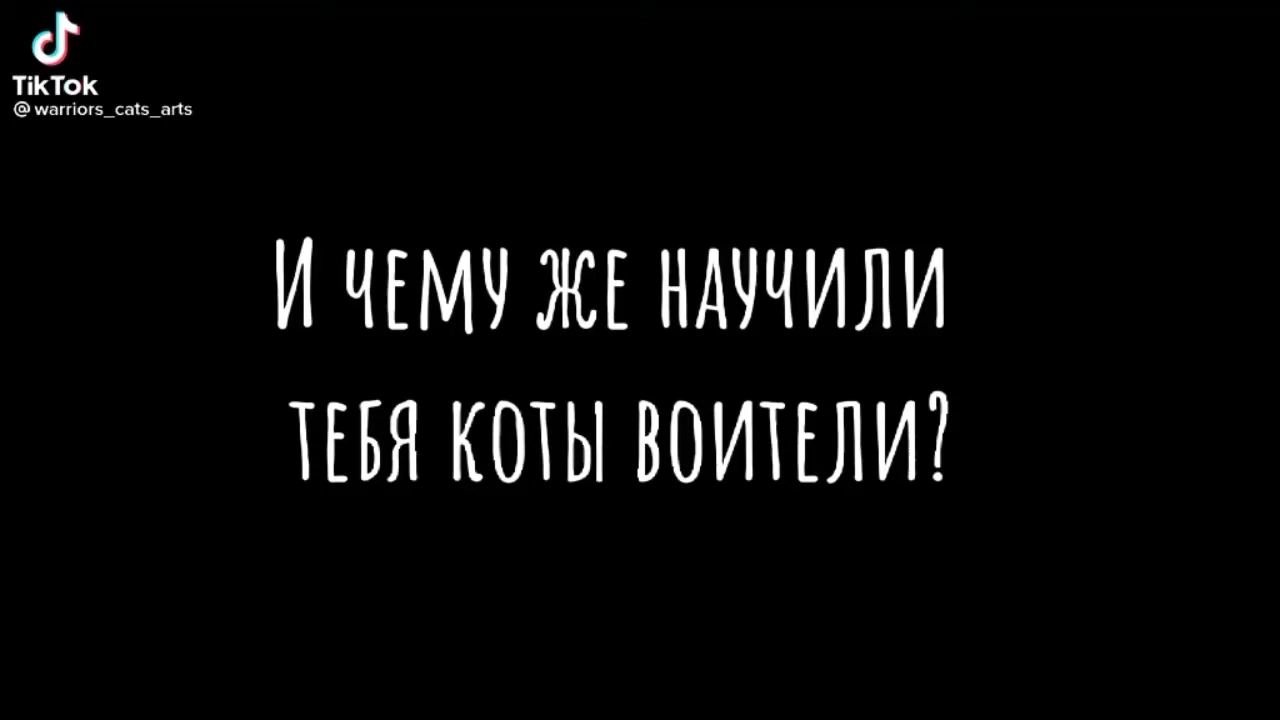 TikTok
@warriors_cats_arts
И чему же научили
тебя коты воители?